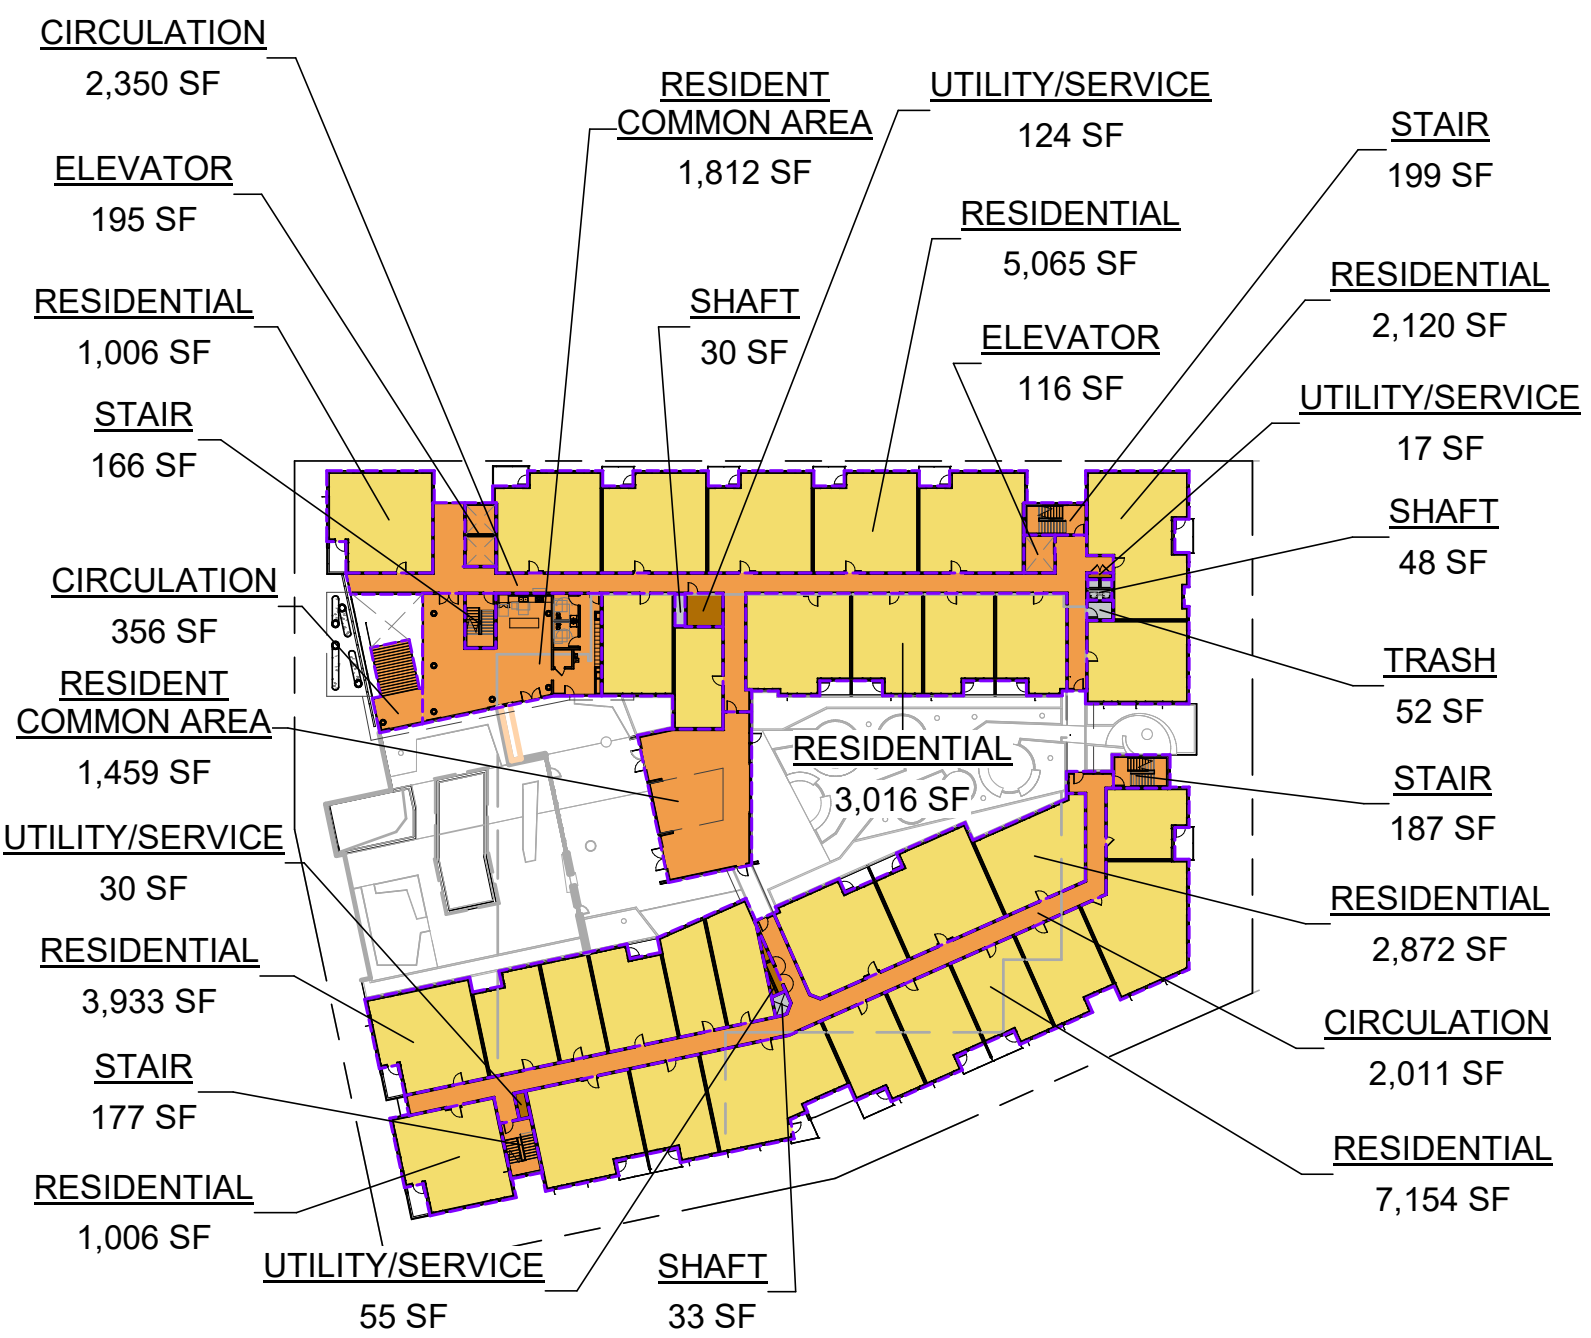 CIRCULATION
2,350 SF
RESIDENT
COMMON AREA
1,812 SF
UTILITY/SERVICE
124 SF
STAIR
199 SF
ELEVATOR
195 SF
RESIDENTIAL
5,065 SF
RESIDENTIAL
2,120 SF
RESIDENTIAL
1,006 SF
SHAFT
30 SF
ELEVATOR
116 SF
UTILITY/SERVICE
17 SF
STAIR
166 SF
SHAFT
48 SF
CIRCULATION
356 SF
TRASH
52 SF
RESIDENT
COMMON AREA
1,459 SF
RESIDENTIAL
3,016 SF
STAIR
187 SF
UTILITY/SERVICE
30 SF
RESIDENTIAL
2,872 SF
RESIDENTIAL
3,933 SF
CIRCULATION
2,011 SF
STAIR
177 SF
RESIDENTIAL
7,154 SF
RESIDENTIAL
1,006 SF
UTILITY/SERVICE
55 SF
SHAFT
33 SF